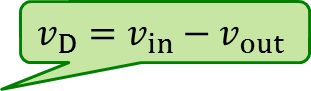 v_D = v_in − v_out